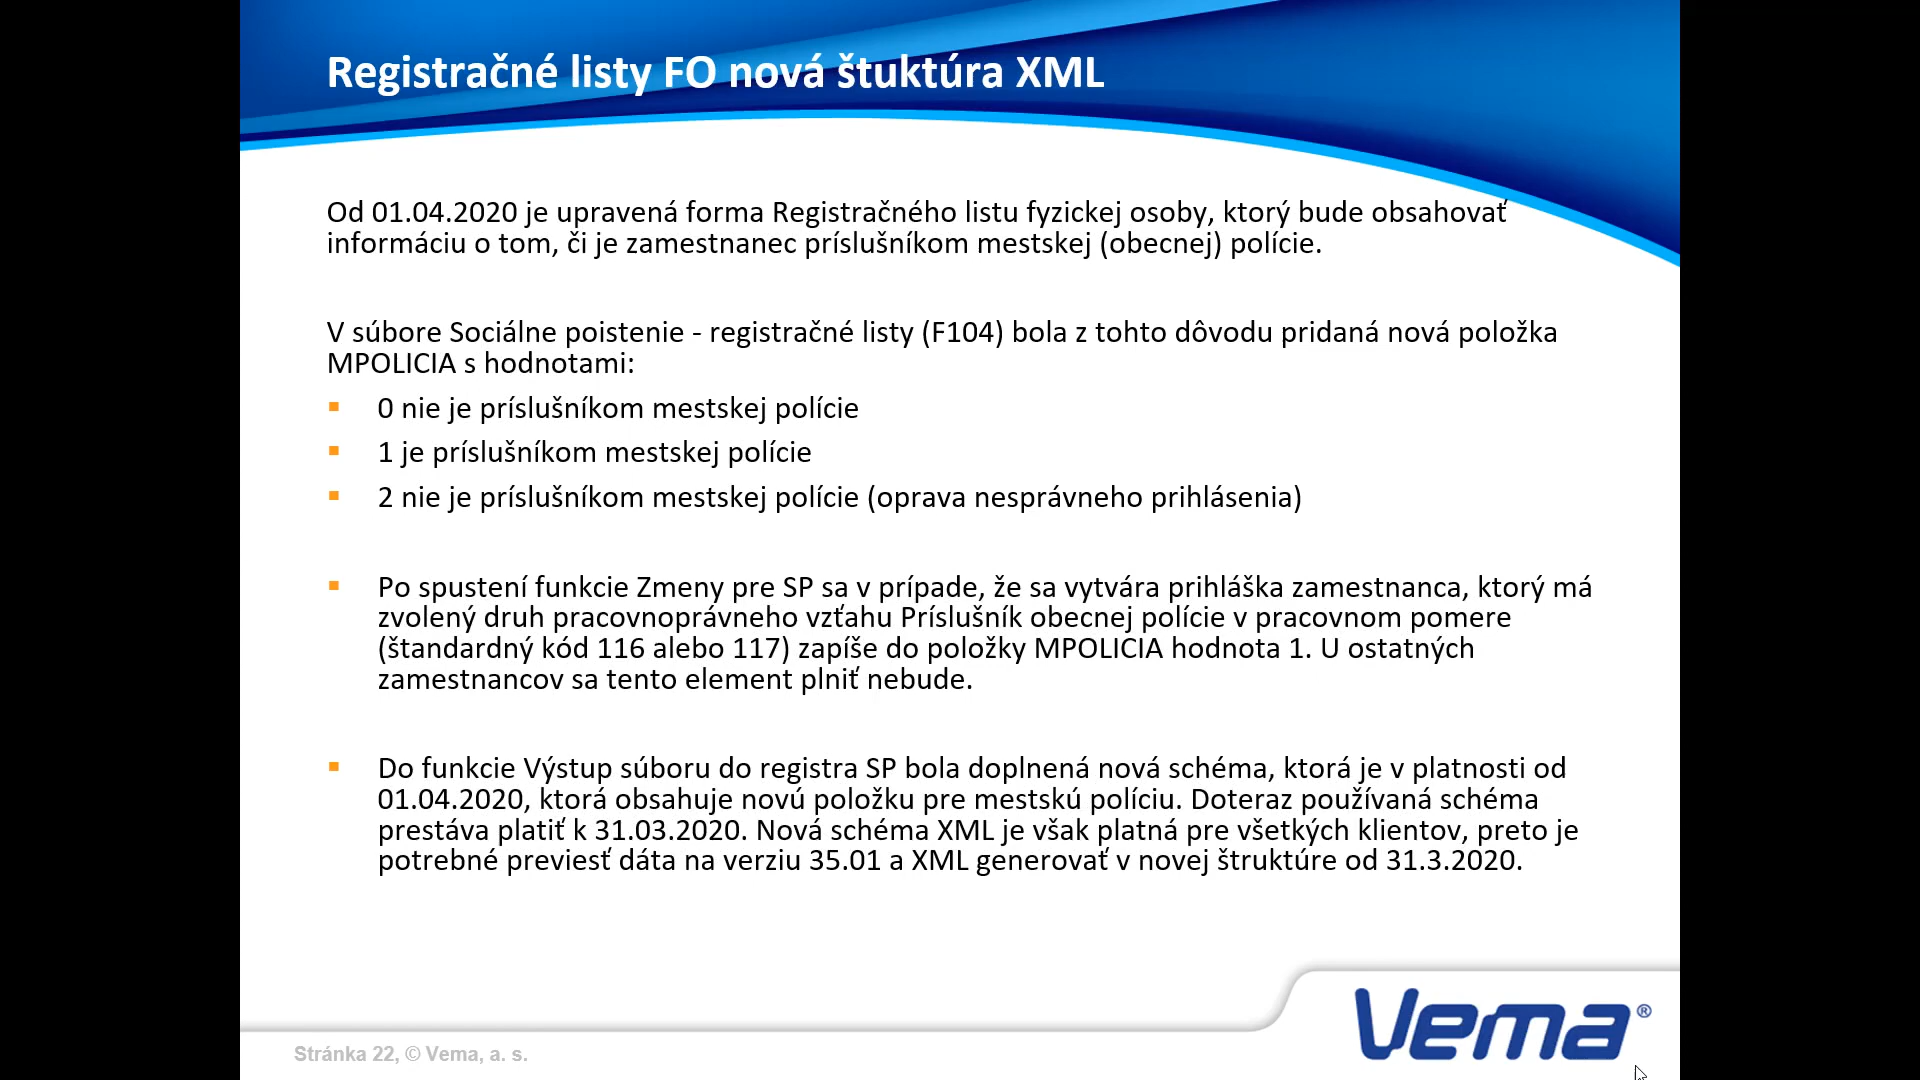 Registračné listy FO nová štuktúra XML
Od 01.04.2020 je upravená forma Registračného listu fyzickej osoby, ktorý bude obsahovať
informáciu o tom, či je zamestnanec príslušníkom mestskej (obecnej) polície.
V súbore Sociálne poistenie - registračné listy (F104) bola z tohto dôvodu pridaná nová položka
MPOLICIA s hodnotami:
▪ 0 nie je príslušníkom mestskej polície
▪ 1 je príslušníkom mestskej polície
▪ 2 nie je príslušníkom mestskej polície (oprava nesprávneho prihlásenia)
▪ Po spustení funkcie Zmeny pre SP sa v prípade, že sa vytvára prihláška zamestnanca, ktorý má
zvolený druh pracovnoprávneho vzťahu Príslušník obecnej polície v pracovnom pomere
(štandardný kód 116 alebo 117) zapíše do položky MPOLICIA hodnota 1. U ostatných
zamestnancov sa tento element plniť nebude.
▪ Do funkcie Výstup súboru do registra SP bola doplnená nová schéma, ktorá je v platnosti od
01.04.2020, ktorá obsahuje novú položku pre mestskú políciu. Doteraz používaná schéma
prestáva platiť k 31.03.2020. Nová schéma XML je však platná pre všetkých klientov, preto je
potrebné previesť dáta na verziu 35.01 a XML generovať v novej štruktúre od 31.3.2020.
Vema®
Stránka 22, © Vema, a. s.